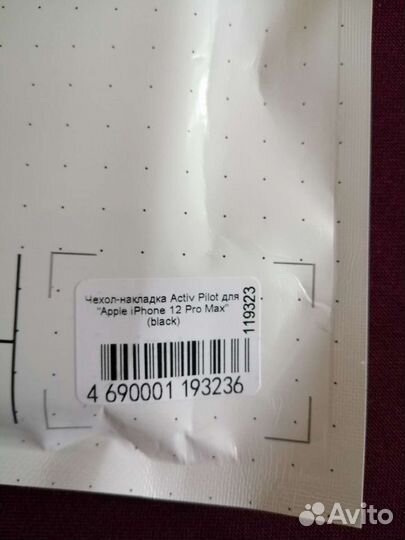 Чехол-накладка Activ Pilot для
"Apple iPhone 12 Pro Max"
(black)
119323
4 690001 193236
Avito